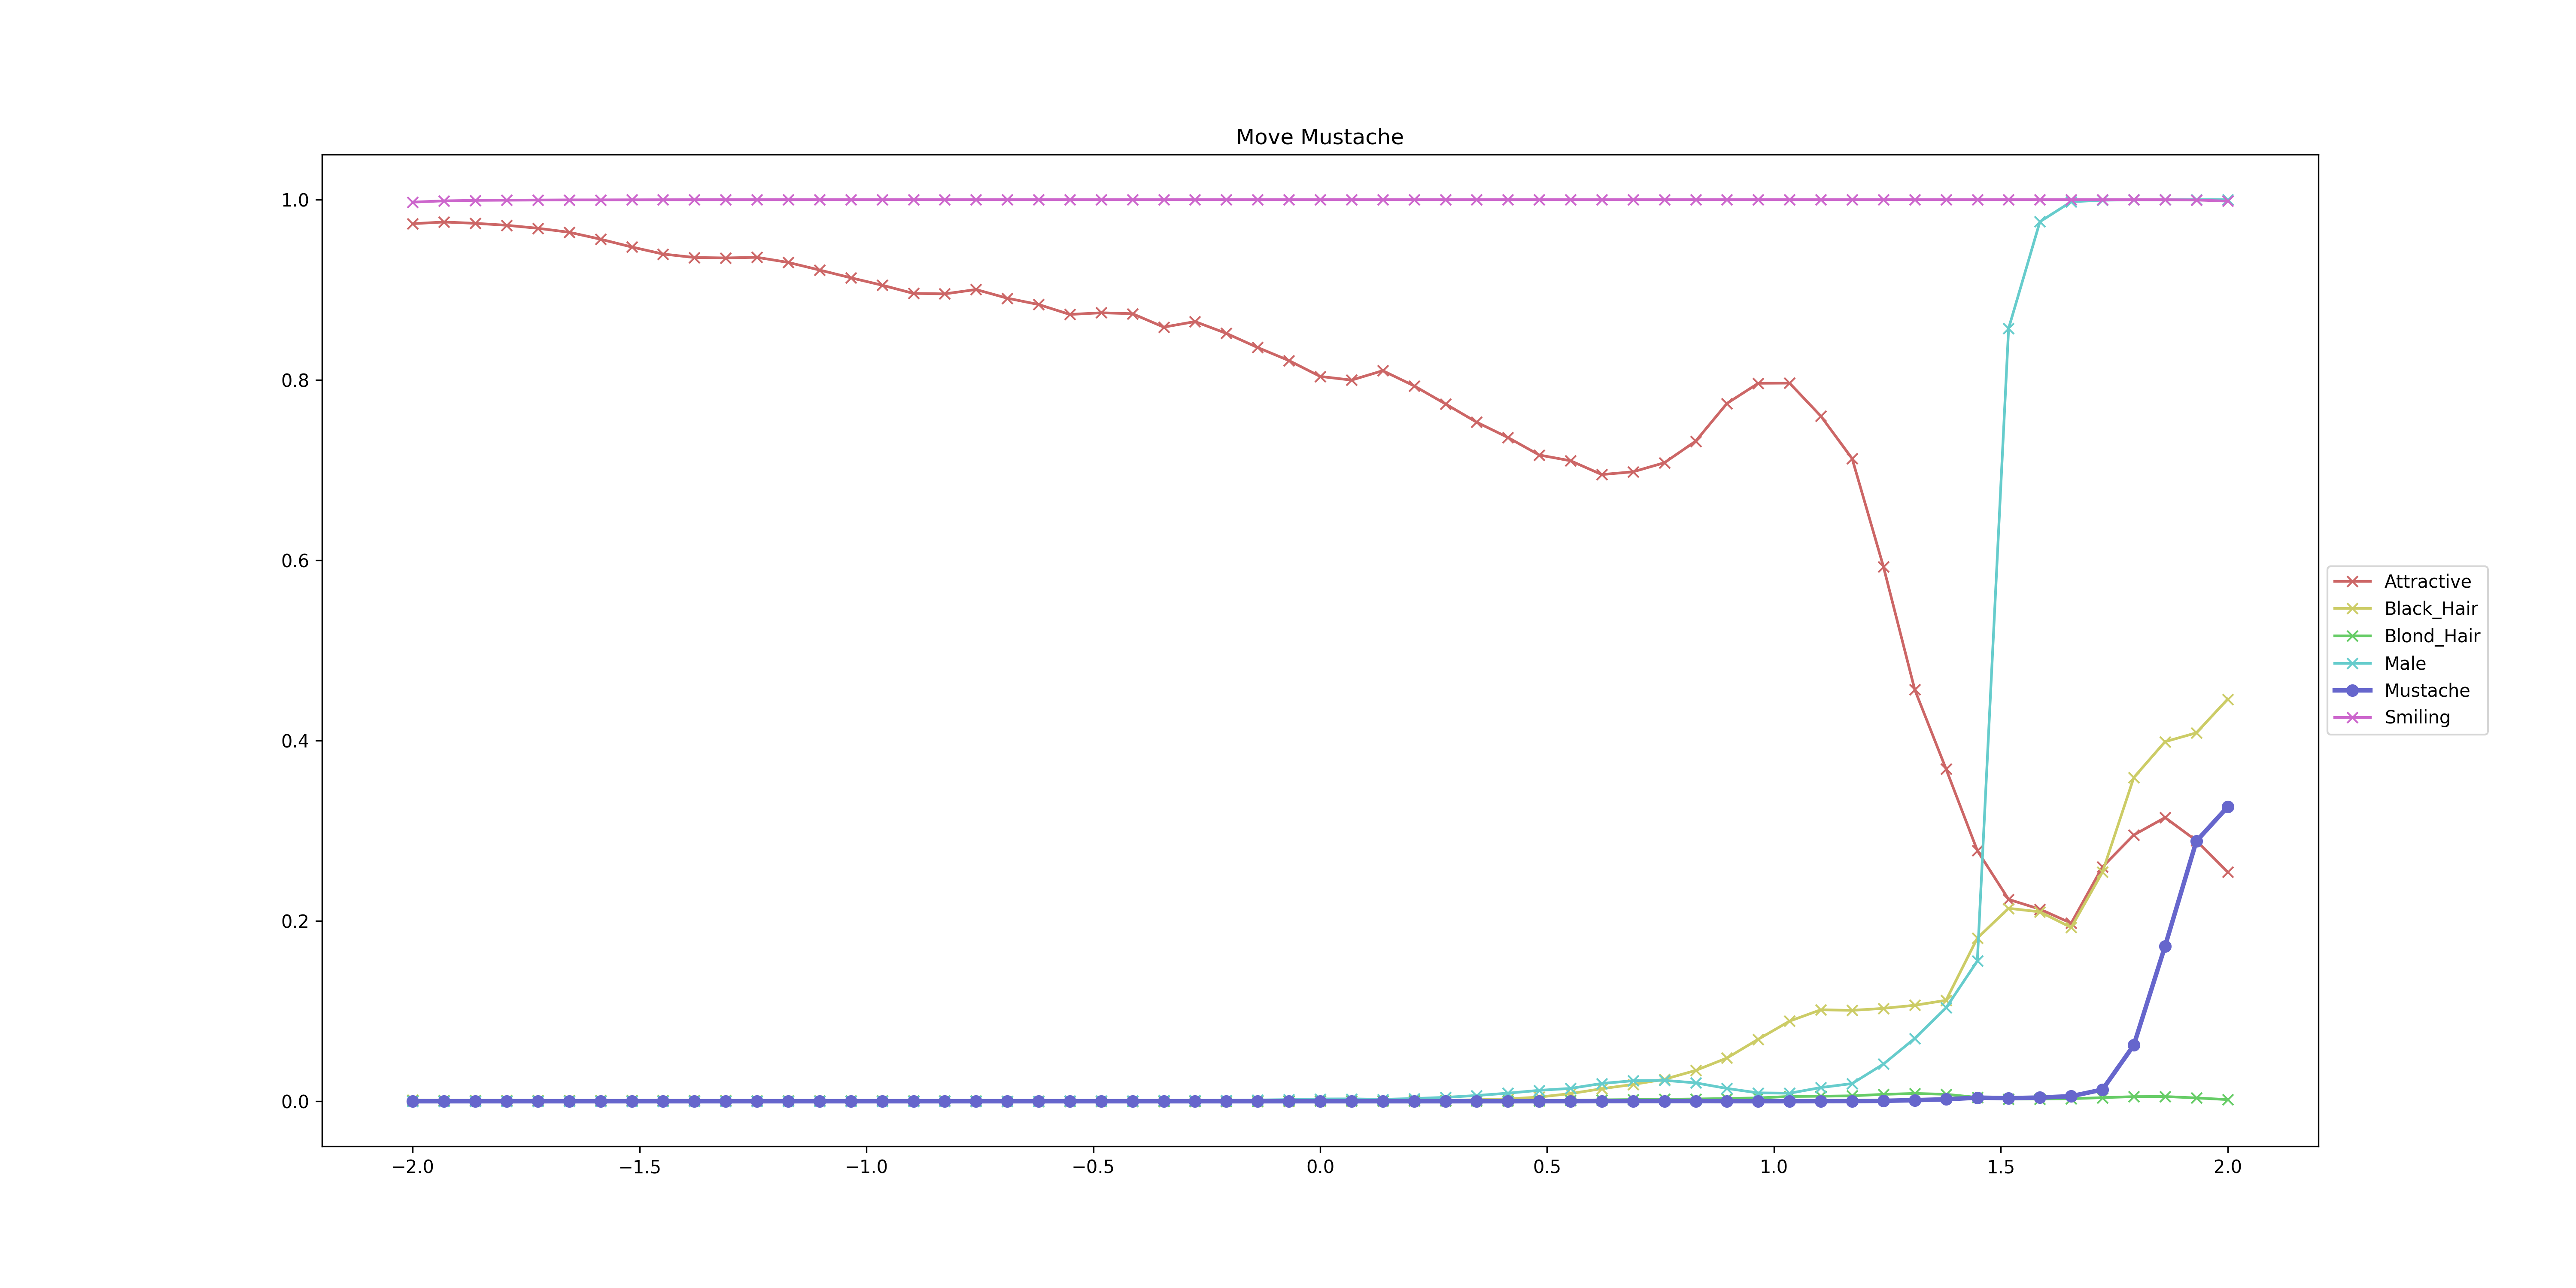 Move Mustache
1.0
0.8
0.6
0.4
0.2
0.0
−2.0 −1.5 −1.0 −0.5 0.0 0.5 1.0 1.5 2.0
Attractive
Black_Hair
Blond_Hair
Male
Mustache
Smiling